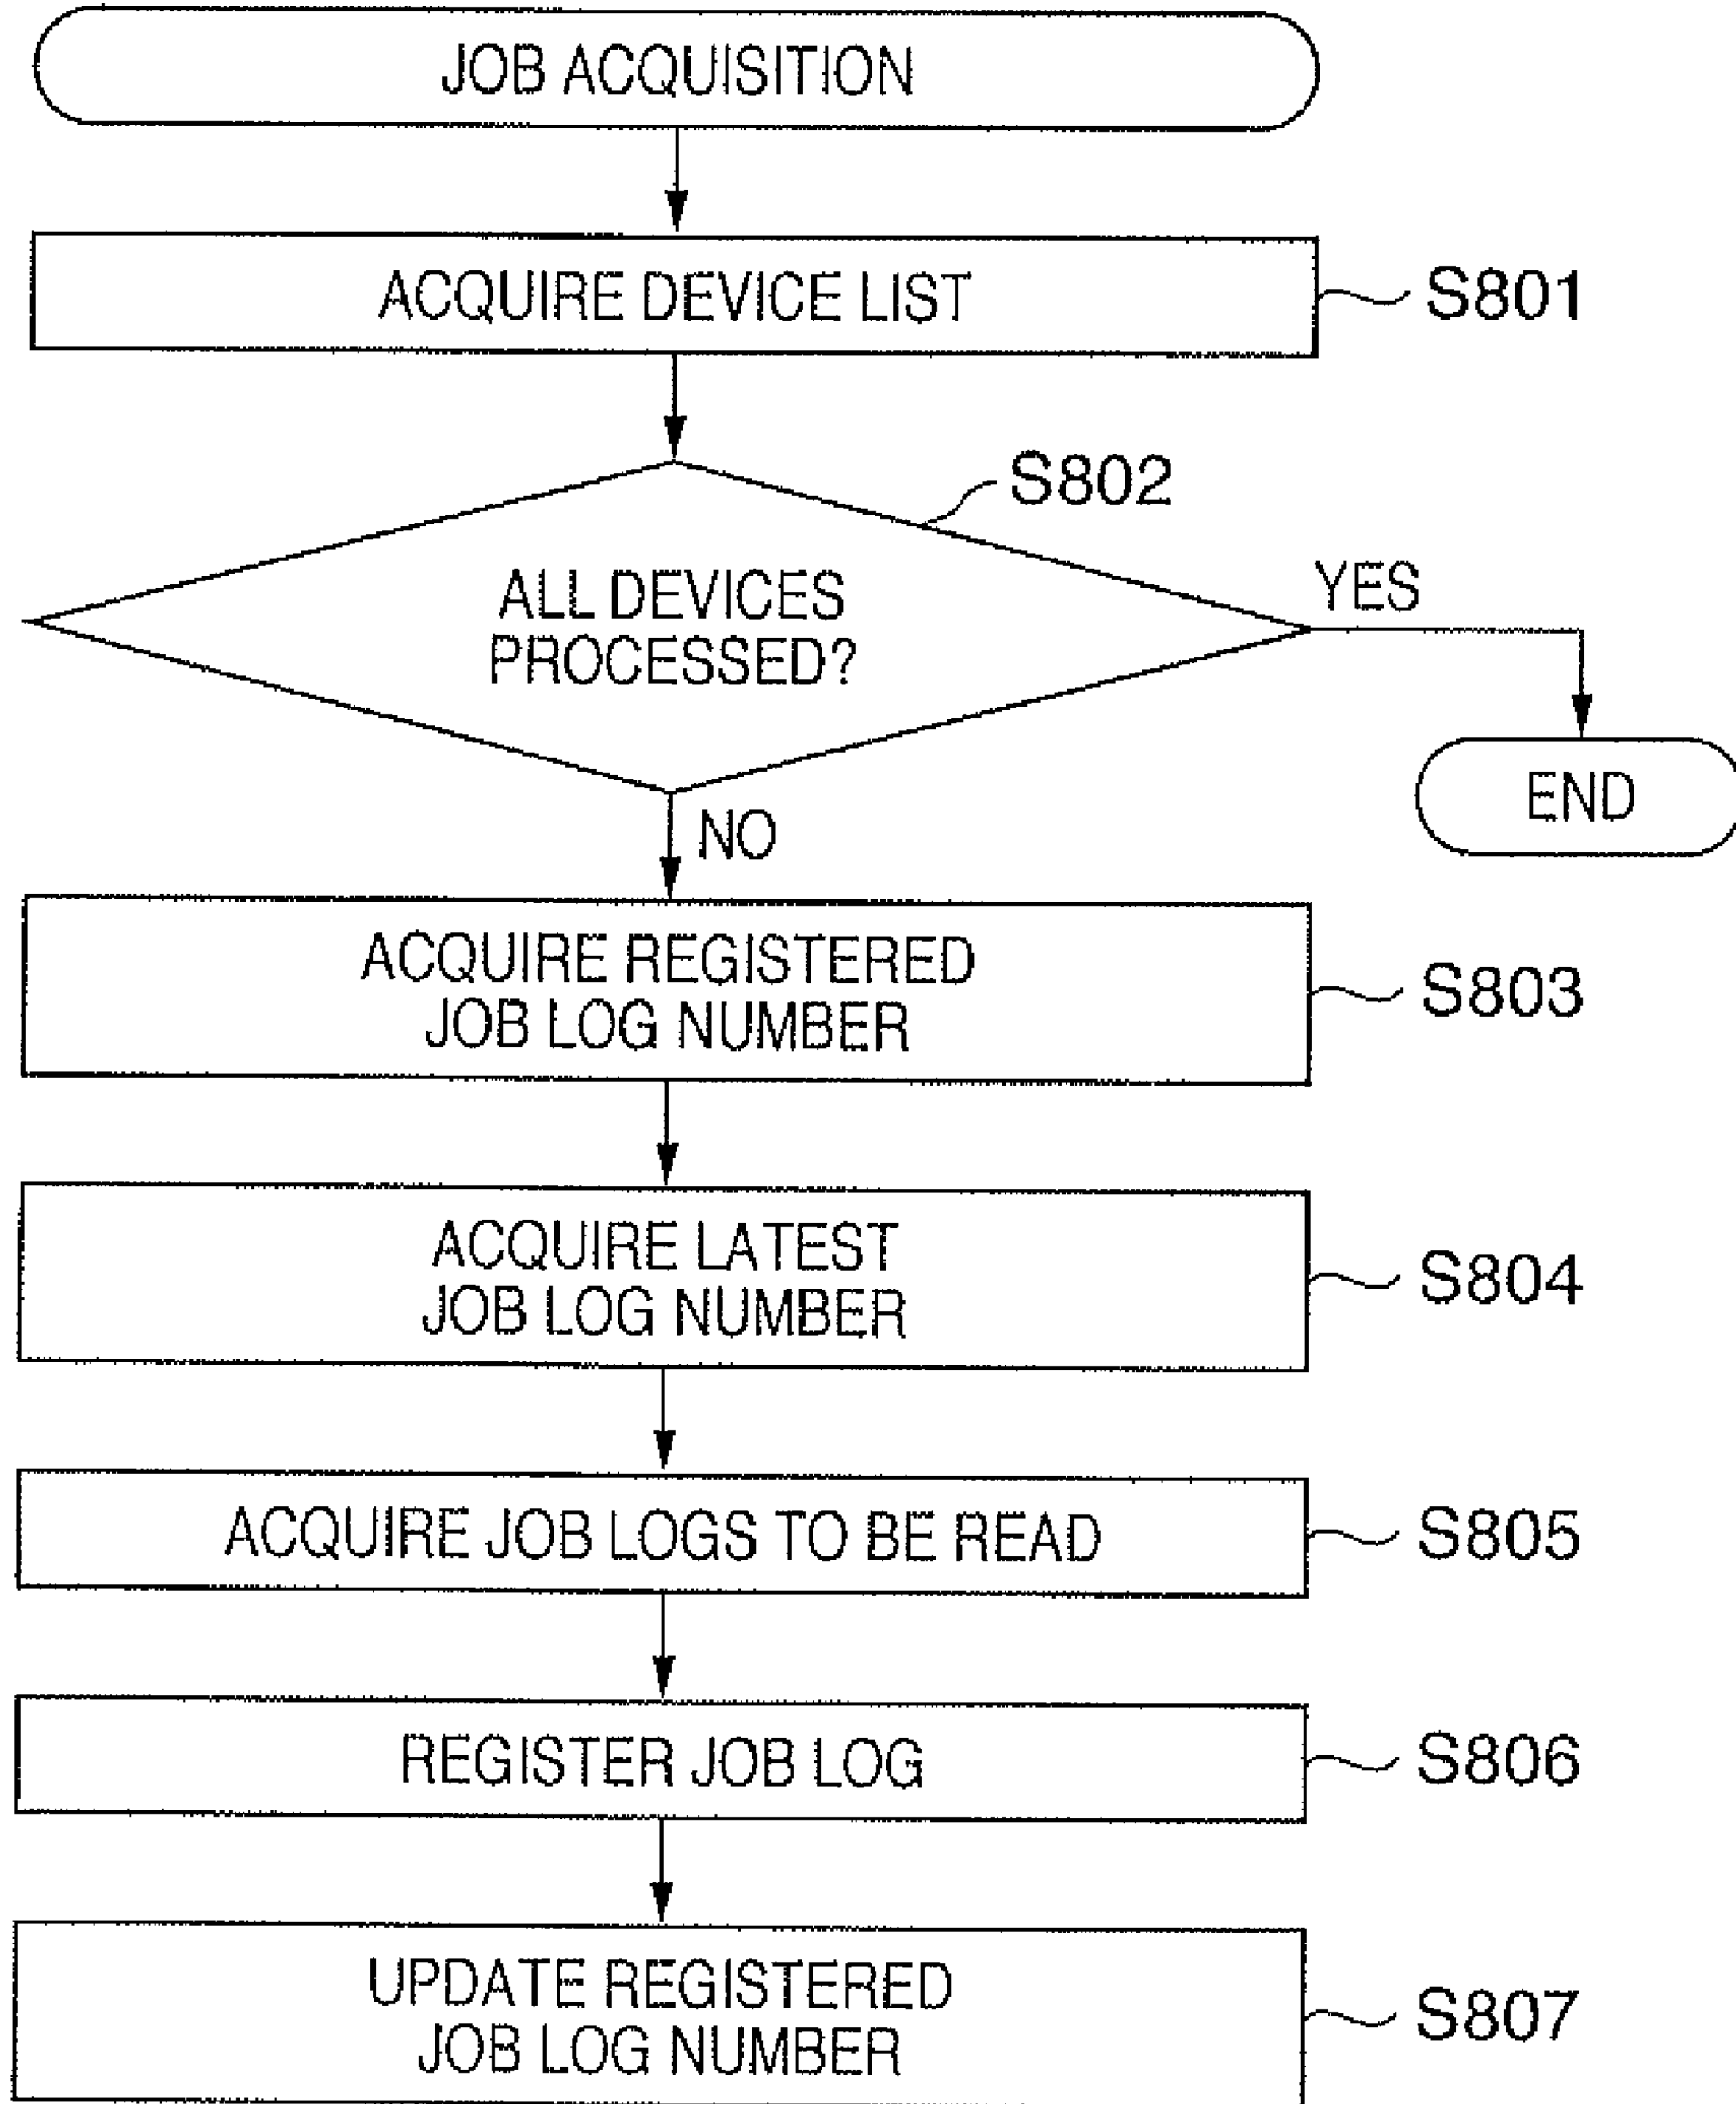 JOB ACQUISITION
ACQUIRE DEVICE LIST
S801
S802
ALL DEVICES
PROCESSED?
YES
END
NO
ACQUIRE REGISTERED
JOB LOG NUMBER
S803
ACQUIRE LATEST
JOB LOG NUMBER
S804
ACQUIRE JOB LOGS TO BE READ
S805
REGISTER JOB LOG
S806
UPDATE REGISTERED
JOB LOG NUMBER
S807